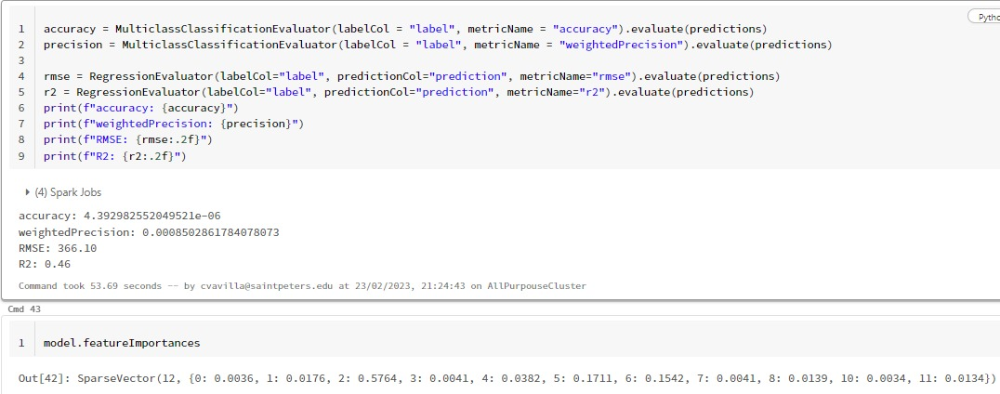 Pytho
1 accuracy = MulticlassClassificationEvaluator(labelCol = "label", metricName = "accuracy").evaluate(predictions)
2 precision = MulticlassClassificationEvaluator(labelCol = "label", metricName = "weightedPrecision").evaluate(predictions)
3
4 rmse = RegressionEvaluator(labelCol="label", predictionCol="prediction", metricName="rmse").evaluate(predictions)
5 r2 = RegressionEvaluator(labelCol="label", predictionCol="prediction", metricName="r2").evaluate(predictions)
6 print(f"accuracy: {accuracy}")
7 print(f"weightedPrecision: {precision}")
8 print(f"RMSE: {rmse:.2f}")
9 print(f"R2: {r2:.2f}")
(4) Spark Jobs
accuracy: 4.392982552049521e-06
weightedPrecision: 0.0008502861784078073
RMSE: 366.10
R2: 0.46
Command took 53.69 seconds -- by cvavilla@saintpeters.edu at 23/02/2023, 21:24:43 on AllPurpouseCluster
Cmd 43
1 model.featureImportances
Out[42]: SparseVector(12, {0: 0.0036, 1: 0.0176, 2: 0.5764, 3: 0.0041, 4: 0.0382, 5: 0.1711, 6: 0.1542, 7: 0.0041, 8: 0.0139, 10: 0.0034, 11: 0.0134})